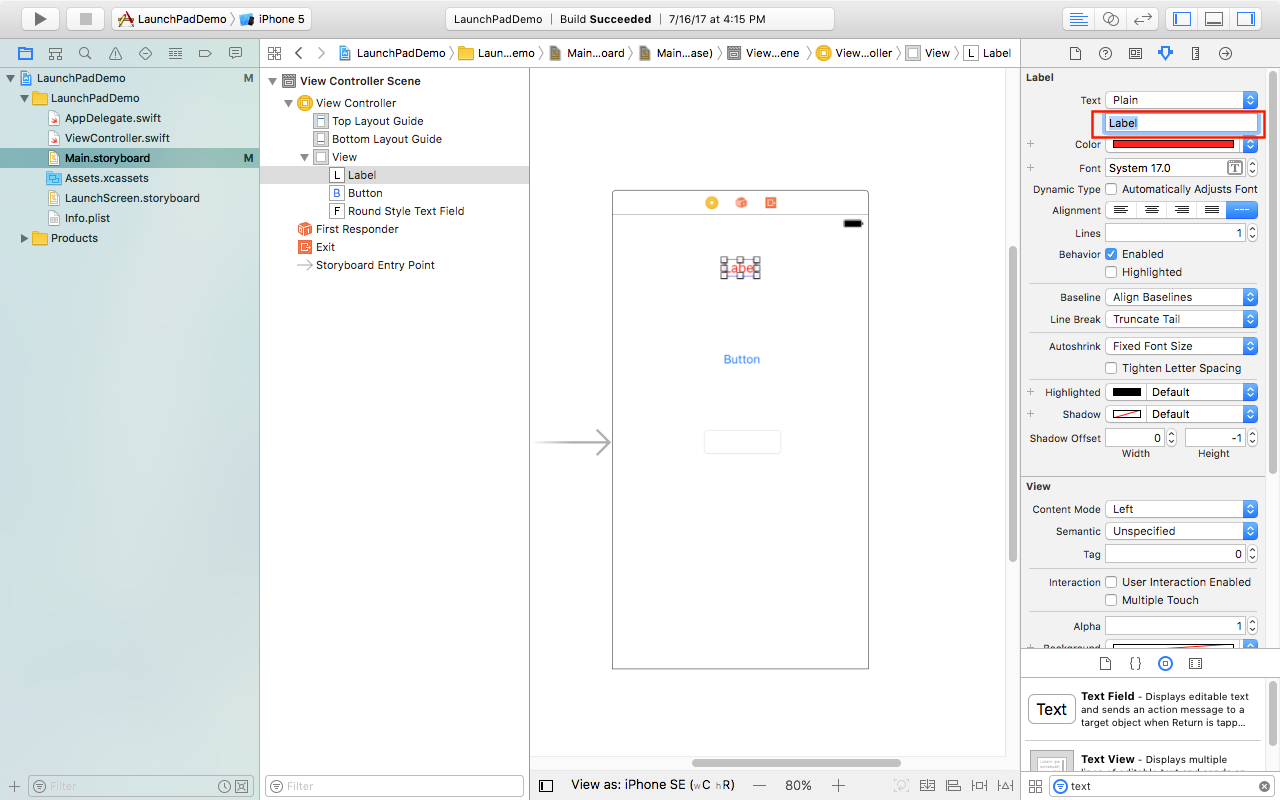 LaunchPadDemo iPhone 5
LaunchPadDemo Build Succeeded 7/16/17 at 4:15 PM
LaunchPadDemo Laun...emo Main...oard Main...ase) View...ene View...oller View L Label
LaunchPadDemo M
LaunchPadDemo
AppDelegate.swift
ViewController.swift
Main.storyboard M
Assets.xcassets
LaunchScreen.storyboard
Info.plist
Products
Filter
View Controller Scene
View Controller
Top Layout Guide
Bottom Layout Guide
View
L Label
B Button
F Round Style Text Field
First Responder
Exit
Storyboard Entry Point
Filter
Label
Button
View as: iPhone SE (wC hR) — 80% +
Label
Text Plain
Label
+ Color
+ Font System 17.0 T
Dynamic Type Automatically Adjusts Font
Alignment ---
Lines 1
Behavior Enabled
Highlighted
Baseline Align Baselines
Line Break Truncate Tail
Autoshrink Fixed Font Size
Tighten Letter Spacing
+ Highlighted Default
+ Shadow Default
Shadow Offset 0 -1
Width Height
View
Content Mode Left
Semantic Unspecified
Tag 0
Interaction User Interaction Enabled
Multiple Touch
Alpha 1
+ Background
{}
Text
Text Field - Displays editable text
and sends an action message to a
target object when Return is tapp...
Text View - Displays multiple
text